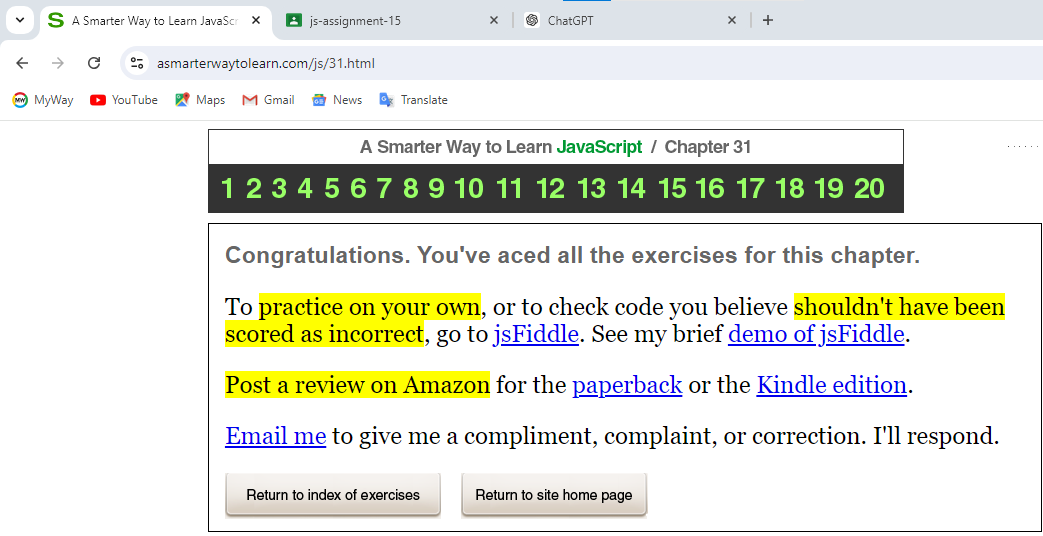 A Smarter Way to Learn JavaSc
js-assignment-15
ChatGPT
asmarterwaytolearn.com/js/31.html
MyWay YouTube Maps Gmail News Translate
A Smarter Way to Learn JavaScript / Chapter 31
1 2 3 4 5 6 7 8 9 10 11 12 13 14 15 16 17 18 19 20
Congratulations. You've aced all the exercises for this chapter.
To practice on your own, or to check code you believe shouldn't have been
scored as incorrect, go to jsFiddle. See my brief demo of jsFiddle.
Post a review on Amazon for the paperback or the Kindle edition.
Email me to give me a compliment, complaint, or correction. I'll respond.
Return to index of exercises Return to site home page